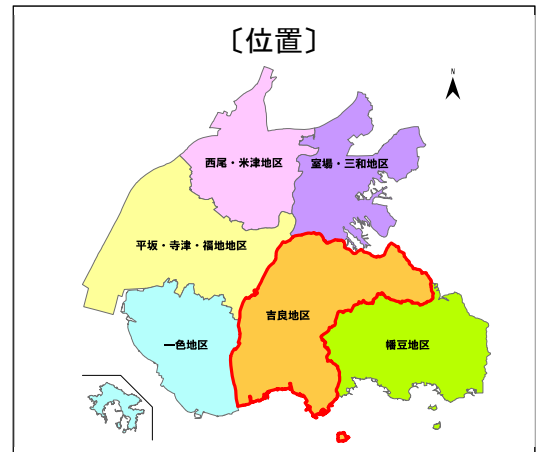 〔位置〕
N
西尾・米津地区
室場・三和地区
平坂・寺津・福地地区
吉良地区
一色地区
幡豆地区